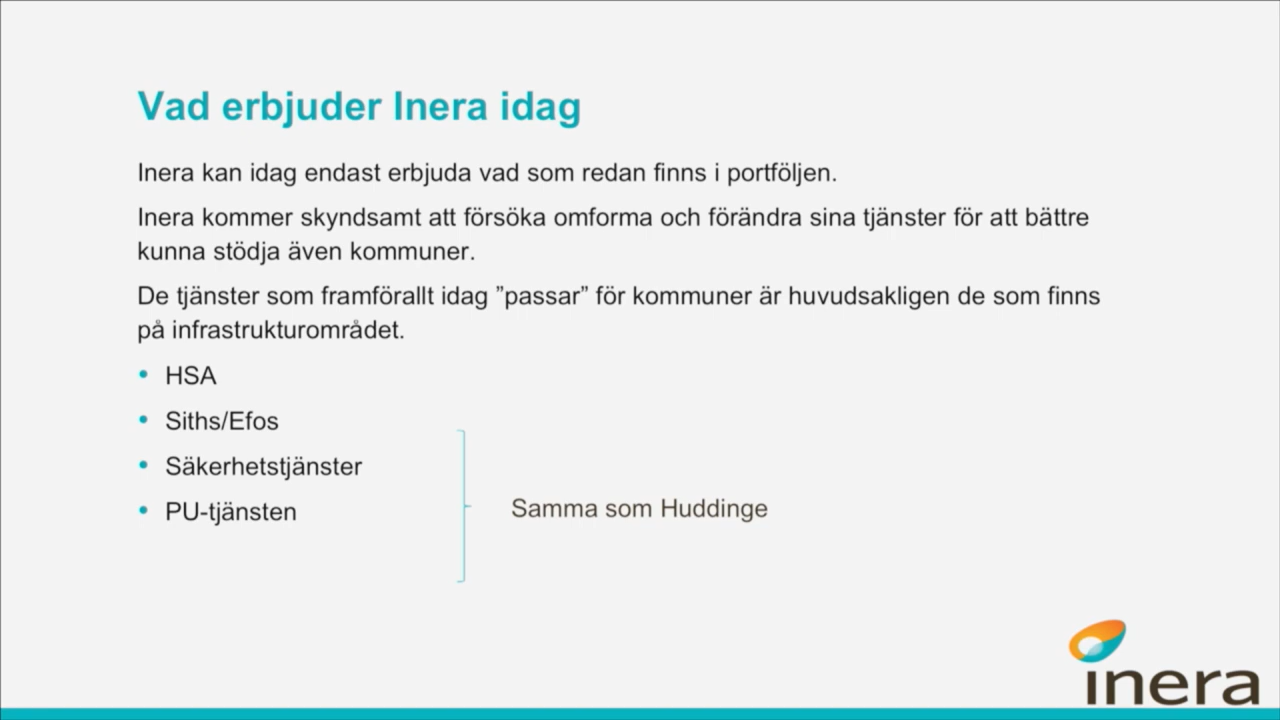 Vad erbjuder Inera idag
Inera kan idag endast erbjuda vad som redan finns i portföljen.
Inera kommer skyndsamt att försöka omforma och förändra sina tjänster för att bättre
kunna stödja även kommuner.
De tjänster som framförallt idag ”passar” för kommuner är huvudsakligen de som finns
på infrastrukturområdet.
• HSA
• Siths/Efos
• Säkerhetstjänster
• PU-tjänsten
Samma som Huddinge
inera